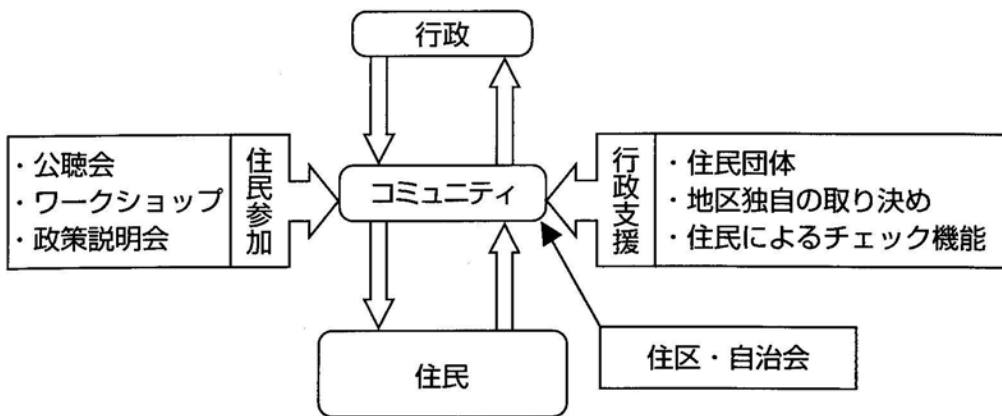 行政
・公聴会
・ワークショップ
・政策説明会
住民参加
コミュニティ
行政支援
・住民団体
・地区独自の取り決め
・住民によるチェック機能
住民
住区・自治会